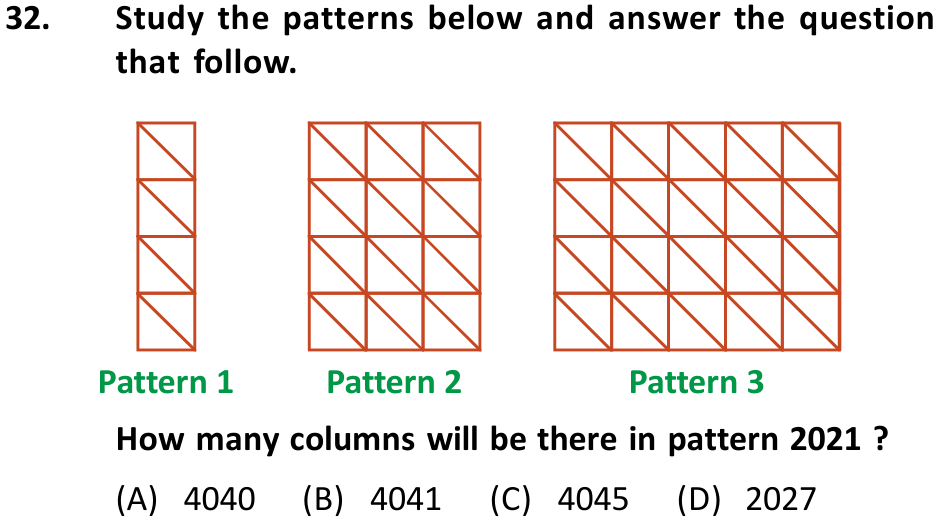 32. Study the patterns below and answer the question
that follow.
Pattern 1 Pattern 2 Pattern 3
How many columns will be there in pattern 2021 ?
(A) 4040 (B) 4041 (C) 4045 (D) 2027